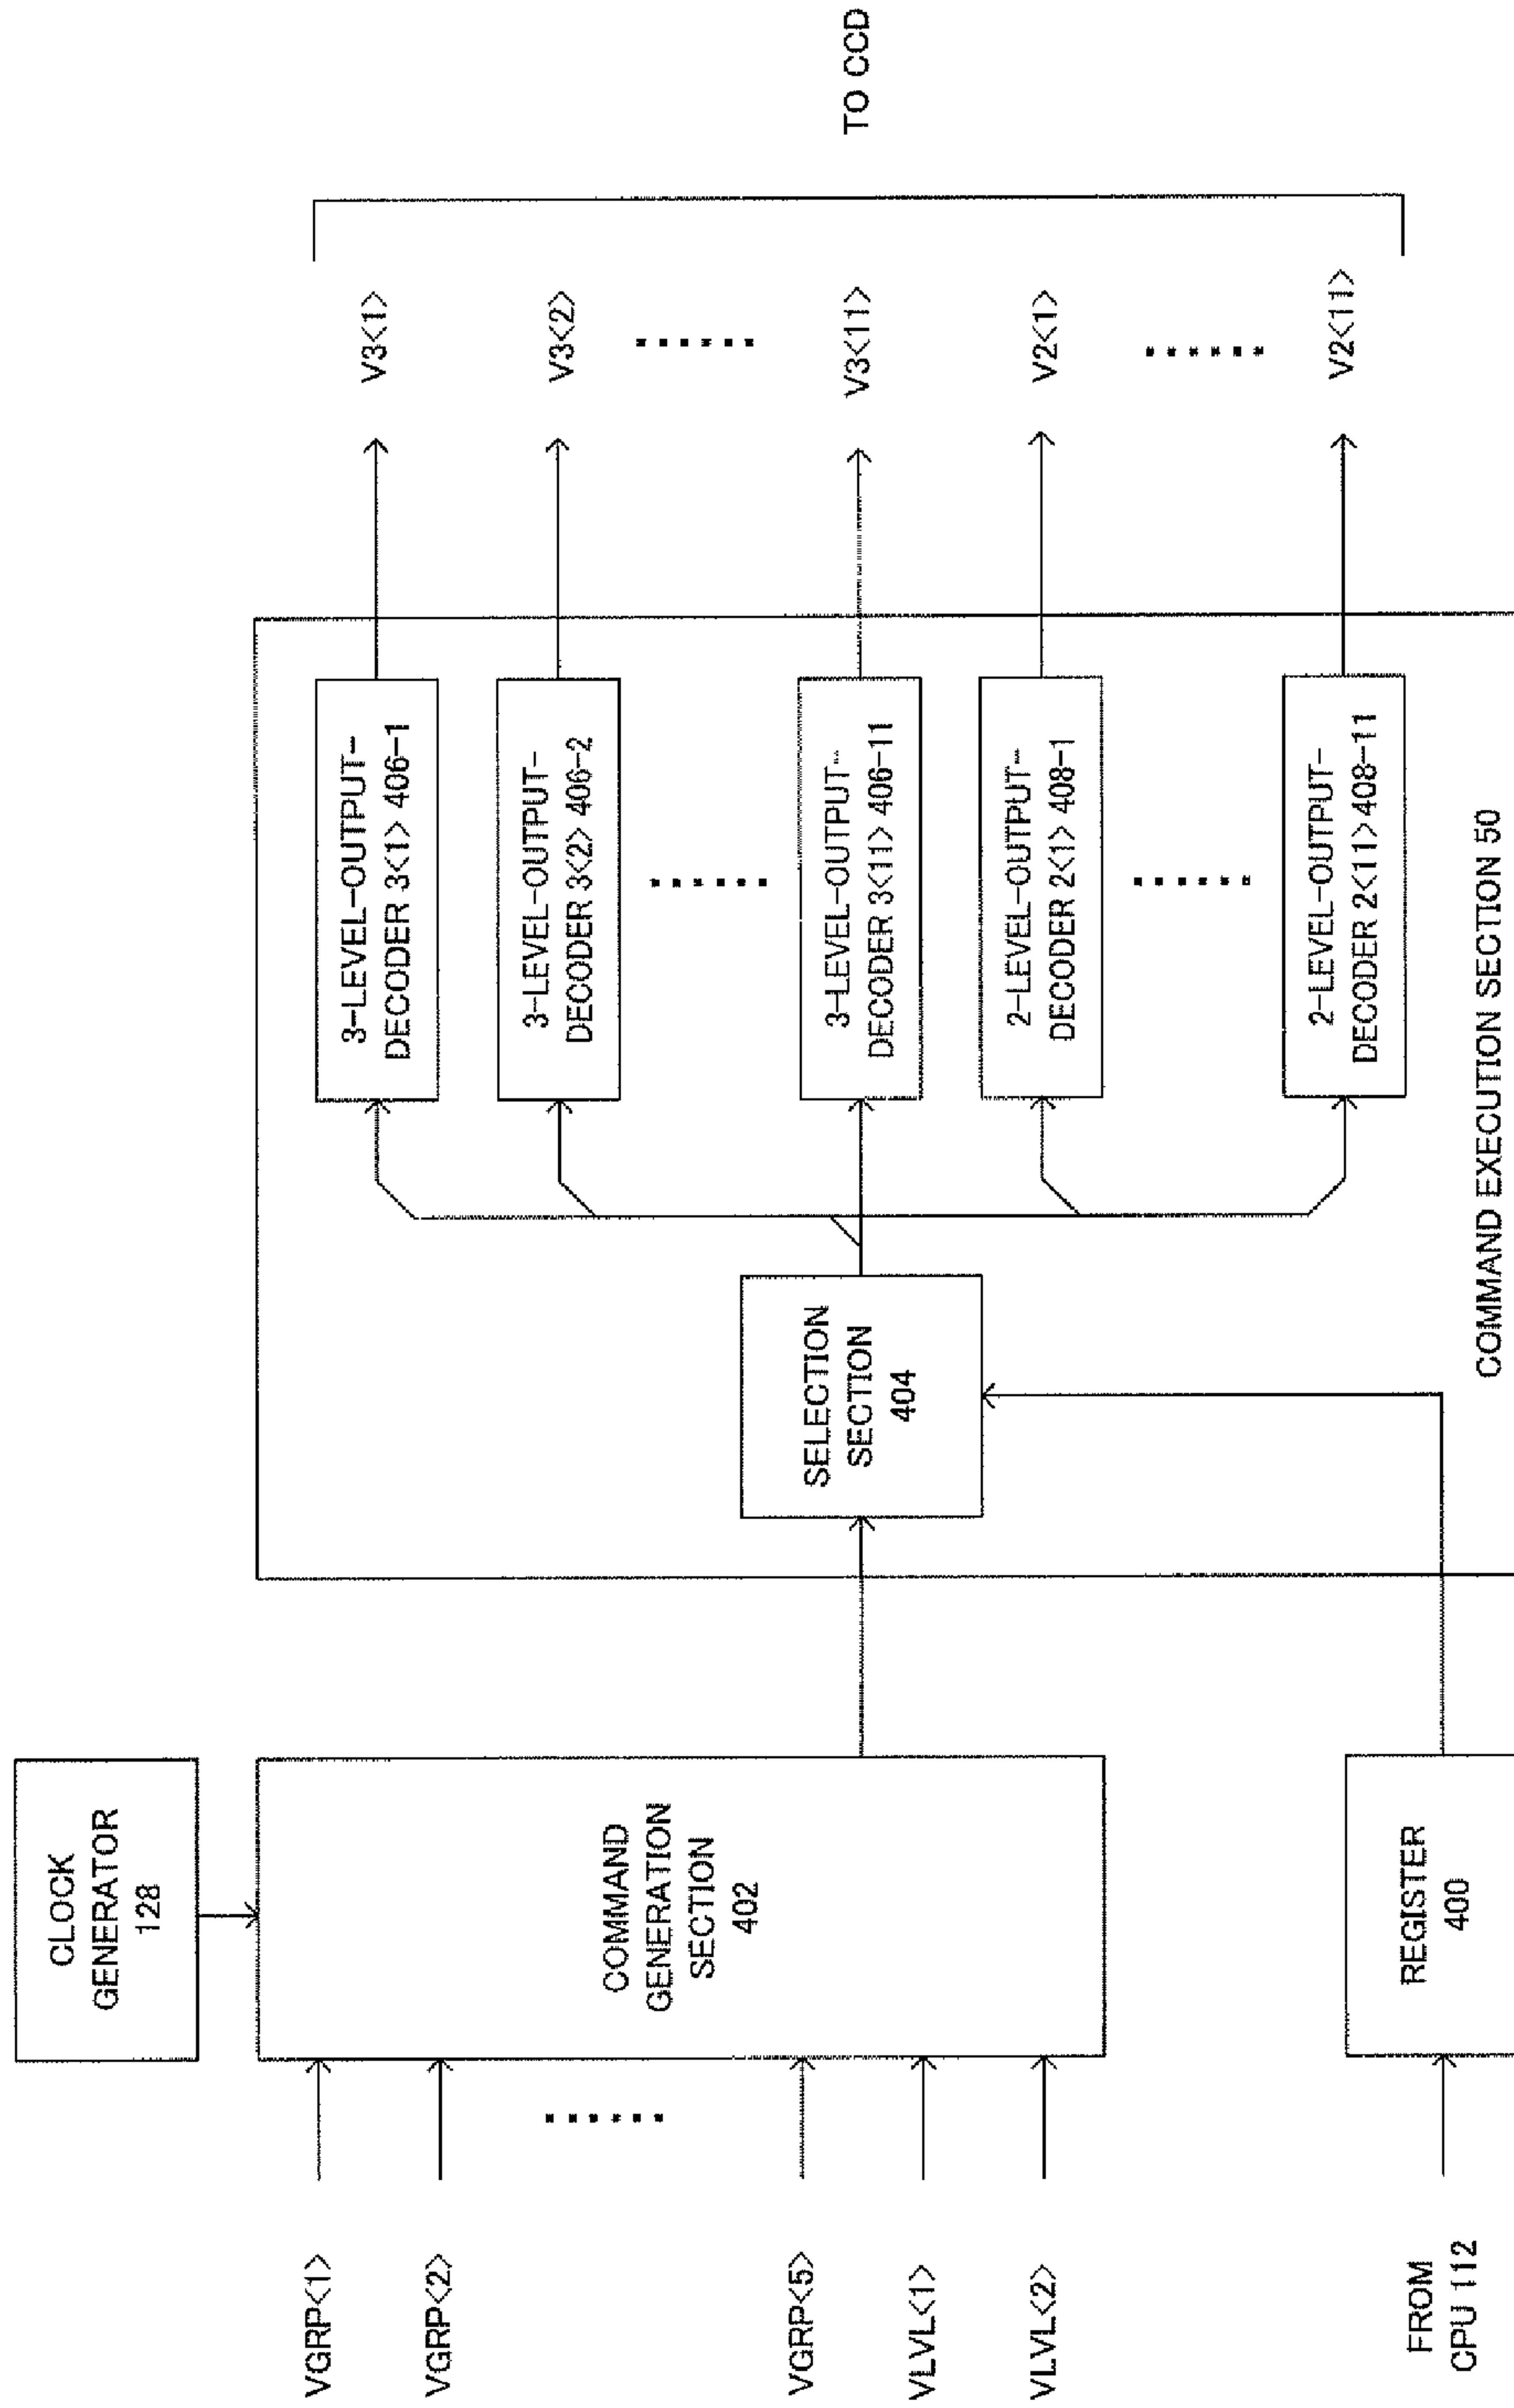 CLOCK
GENERATOR
128
VGRP<1>
VGRP<2>
VGRP<5>
VLVL<1>
VLVL<2>
COMMAND
GENERATION
SECTION
402
FROM
CPU 112
REGISTER
400
SELECTION
SECTION
404
3-LEVEL-OUTPUT-
DECODER 3<1> 406-1
3-LEVEL-OUTPUT-
DECODER 3<2> 406-2
3-LEVEL-OUTPUT-
DECODER 3<11> 406-11
2-LEVEL-OUTPUT-
DECODER 2<1> 408-1
2-LEVEL-OUTPUT-
DECODER 2<11> 408-11
COMMAND EXECUTION SECTION 50
V3<1>
V3<2>
V3<11>
V2<1>
V2<11>
TO CCD